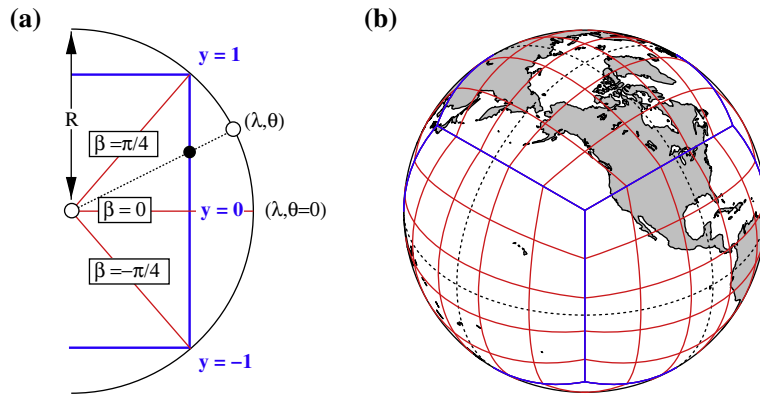 (a)
(b)
y = 1
R
(λ,θ)
β = π/4
β = 0
y = 0
(λ,θ=0)
β = −π/4
y = −1